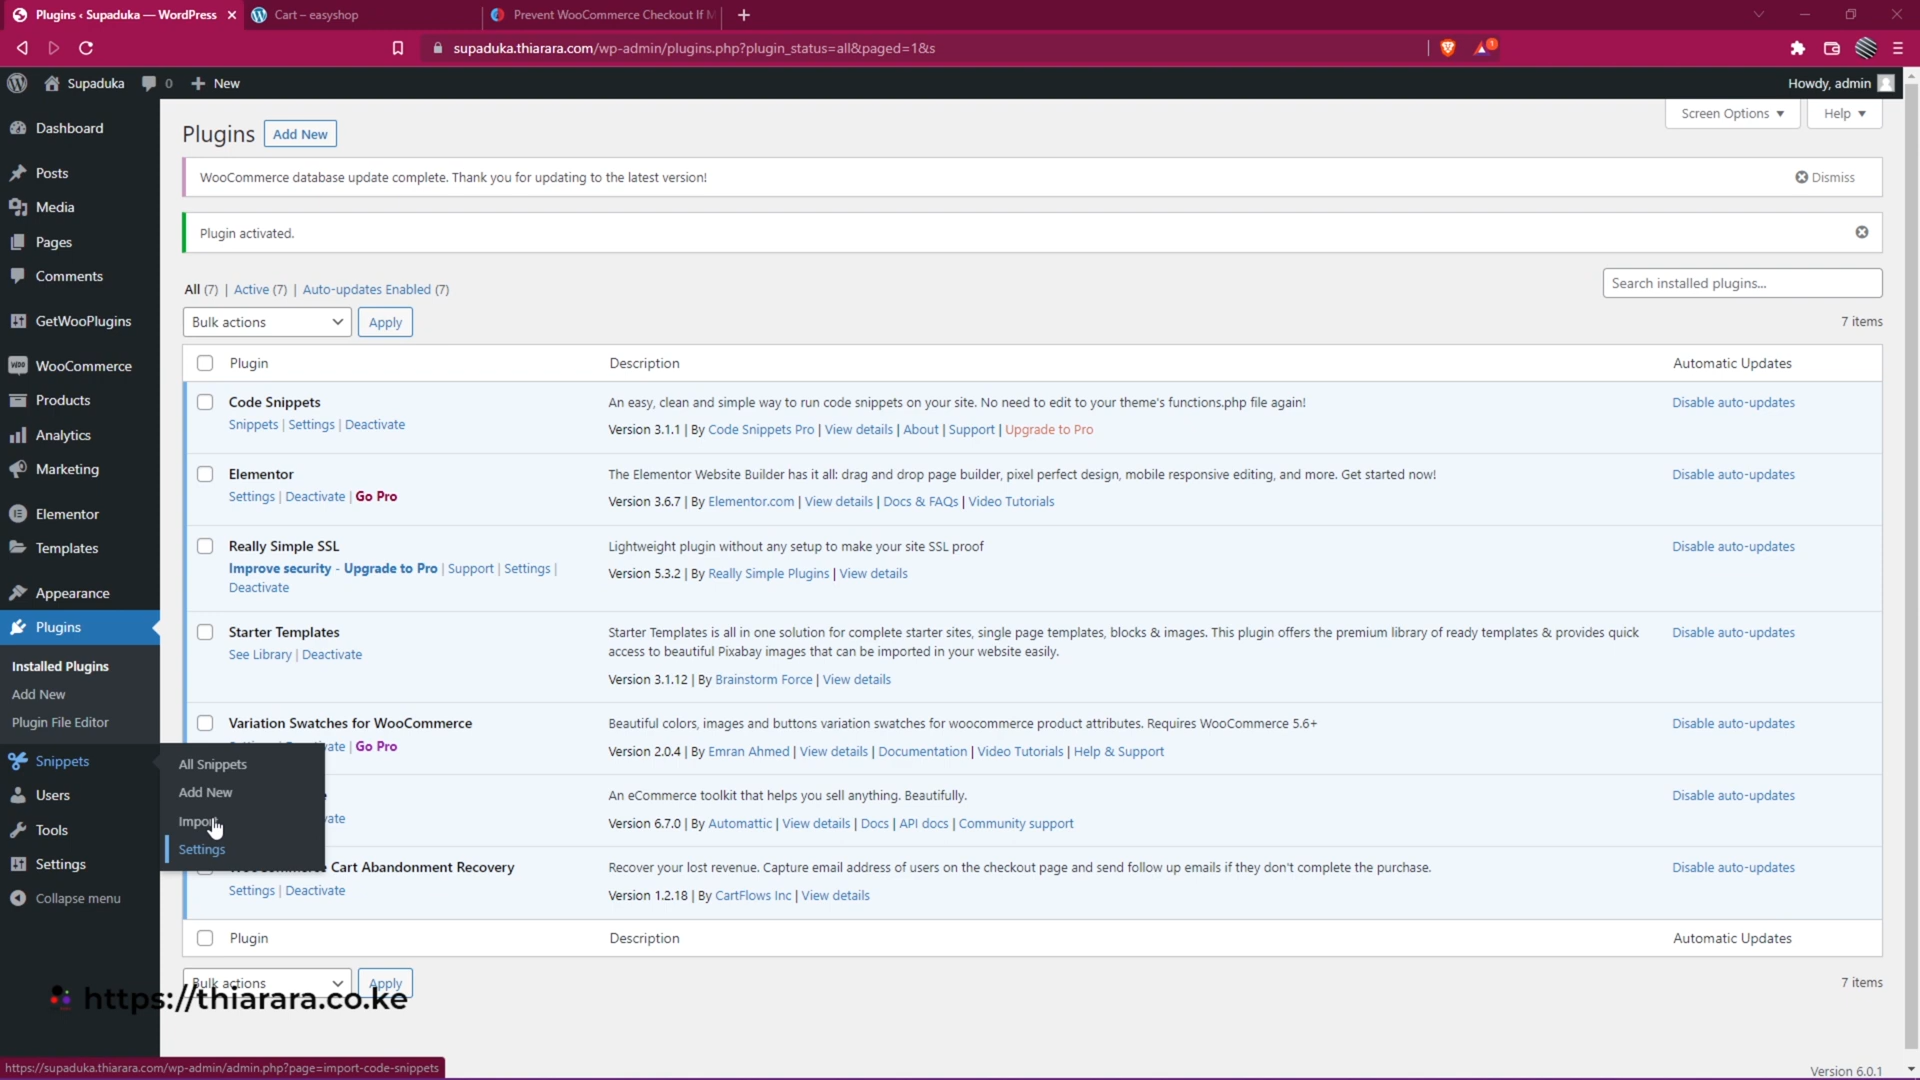 Plugins ‹ Supaduka — WordPress
Cart – easyshop
Prevent WooCommerce Checkout If M
supaduka.thiarara.com/wp-admin/plugins.php?plugin_status=all&paged=1&s
1
Supaduka
0
New
Howdy, admin
Dashboard
Posts
Media
Pages
Comments
GetWooPlugins
WooCommerce
Products
Analytics
Marketing
Elementor
Templates
Appearance
Plugins
Installed Plugins
Add New
Plugin File Editor
Snippets
Users
Tools
Settings
Collapse menu
All Snippets
Add New
Import
Settings
Screen Options
Help
Plugins
Add New
WooCommerce database update complete. Thank you for updating to the latest version!
Dismiss
Plugin activated.
All (7) | Active (7) | Auto-updates Enabled (7)
Search installed plugins...
Bulk actions
Apply
7 items
Plugin
Description
Automatic Updates
Code Snippets
Snippets | Settings | Deactivate
An easy, clean and simple way to run code snippets on your site. No need to edit to your theme's functions.php file again!
Version 3.1.1 | By Code Snippets Pro | View details | About | Support | Upgrade to Pro
Disable auto-updates
Elementor
Settings | Deactivate | Go Pro
The Elementor Website Builder has it all: drag and drop page builder, pixel perfect design, mobile responsive editing, and more. Get started now!
Version 3.6.7 | By Elementor.com | View details | Docs & FAQs | Video Tutorials
Disable auto-updates
Really Simple SSL
Improve security - Upgrade to Pro | Support | Settings |
Deactivate
Lightweight plugin without any setup to make your site SSL proof
Version 5.3.2 | By Really Simple Plugins | View details
Disable auto-updates
Starter Templates
See Library | Deactivate
Starter Templates is all in one solution for complete starter sites, single page templates, blocks & images. This plugin offers the premium library of ready templates & provides quick
access to beautiful Pixabay images that can be imported in your website easily.
Version 3.1.12 | By Brainstorm Force | View details
Disable auto-updates
Variation Swatches for WooCommerce
| Go Pro
Beautiful colors, images and buttons variation swatches for woocommerce product attributes. Requires WooCommerce 5.6+
Version 2.0.4 | By Emran Ahmed | View details | Documentation | Video Tutorials | Help & Support
Disable auto-updates
An eCommerce toolkit that helps you sell anything. Beautifully.
Version 6.7.0 | By Automattic | View details | Docs | API docs | Community support
Disable auto-updates
Cart Abandonment Recovery
Settings | Deactivate
Recover your lost revenue. Capture email address of users on the checkout page and send follow up emails if they don't complete the purchase.
Version 1.2.18 | By CartFlows Inc | View details
Disable auto-updates
Plugin
Description
Automatic Updates
Bulk actions
Apply
7 items
https://thiarara.co.ke
https://supaduka.thiarara.com/wp-admin/admin.php?page=import-code-snippets
Version 6.0.1